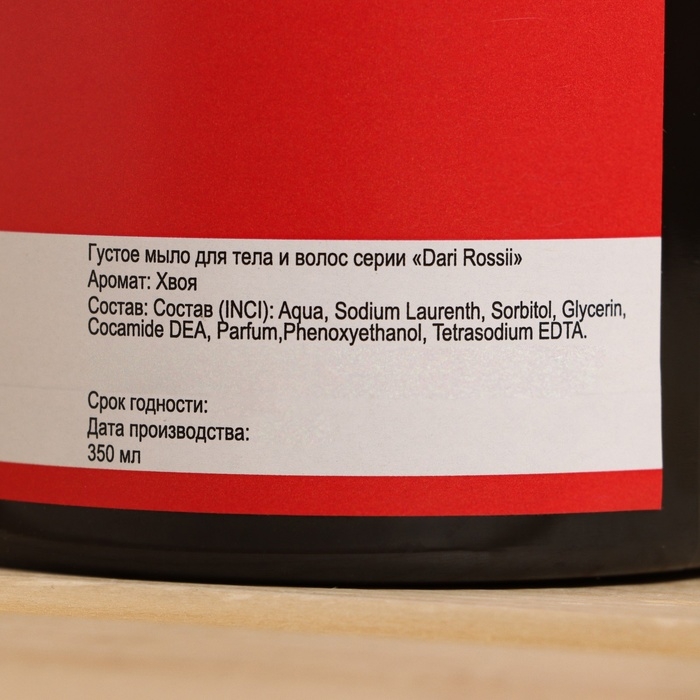 Густое мыло для тела и волос серии «Dari Rossii»
Аромат: Хвоя
Состав: Состав (INCI): Aqua, Sodium Laurenth, Sorbitol, Glycerin,
Cocamide DEA, Parfum,Phenoxyethanol, Tetrasodium EDTA.
Срок годности:
Дата производства:
350 мл